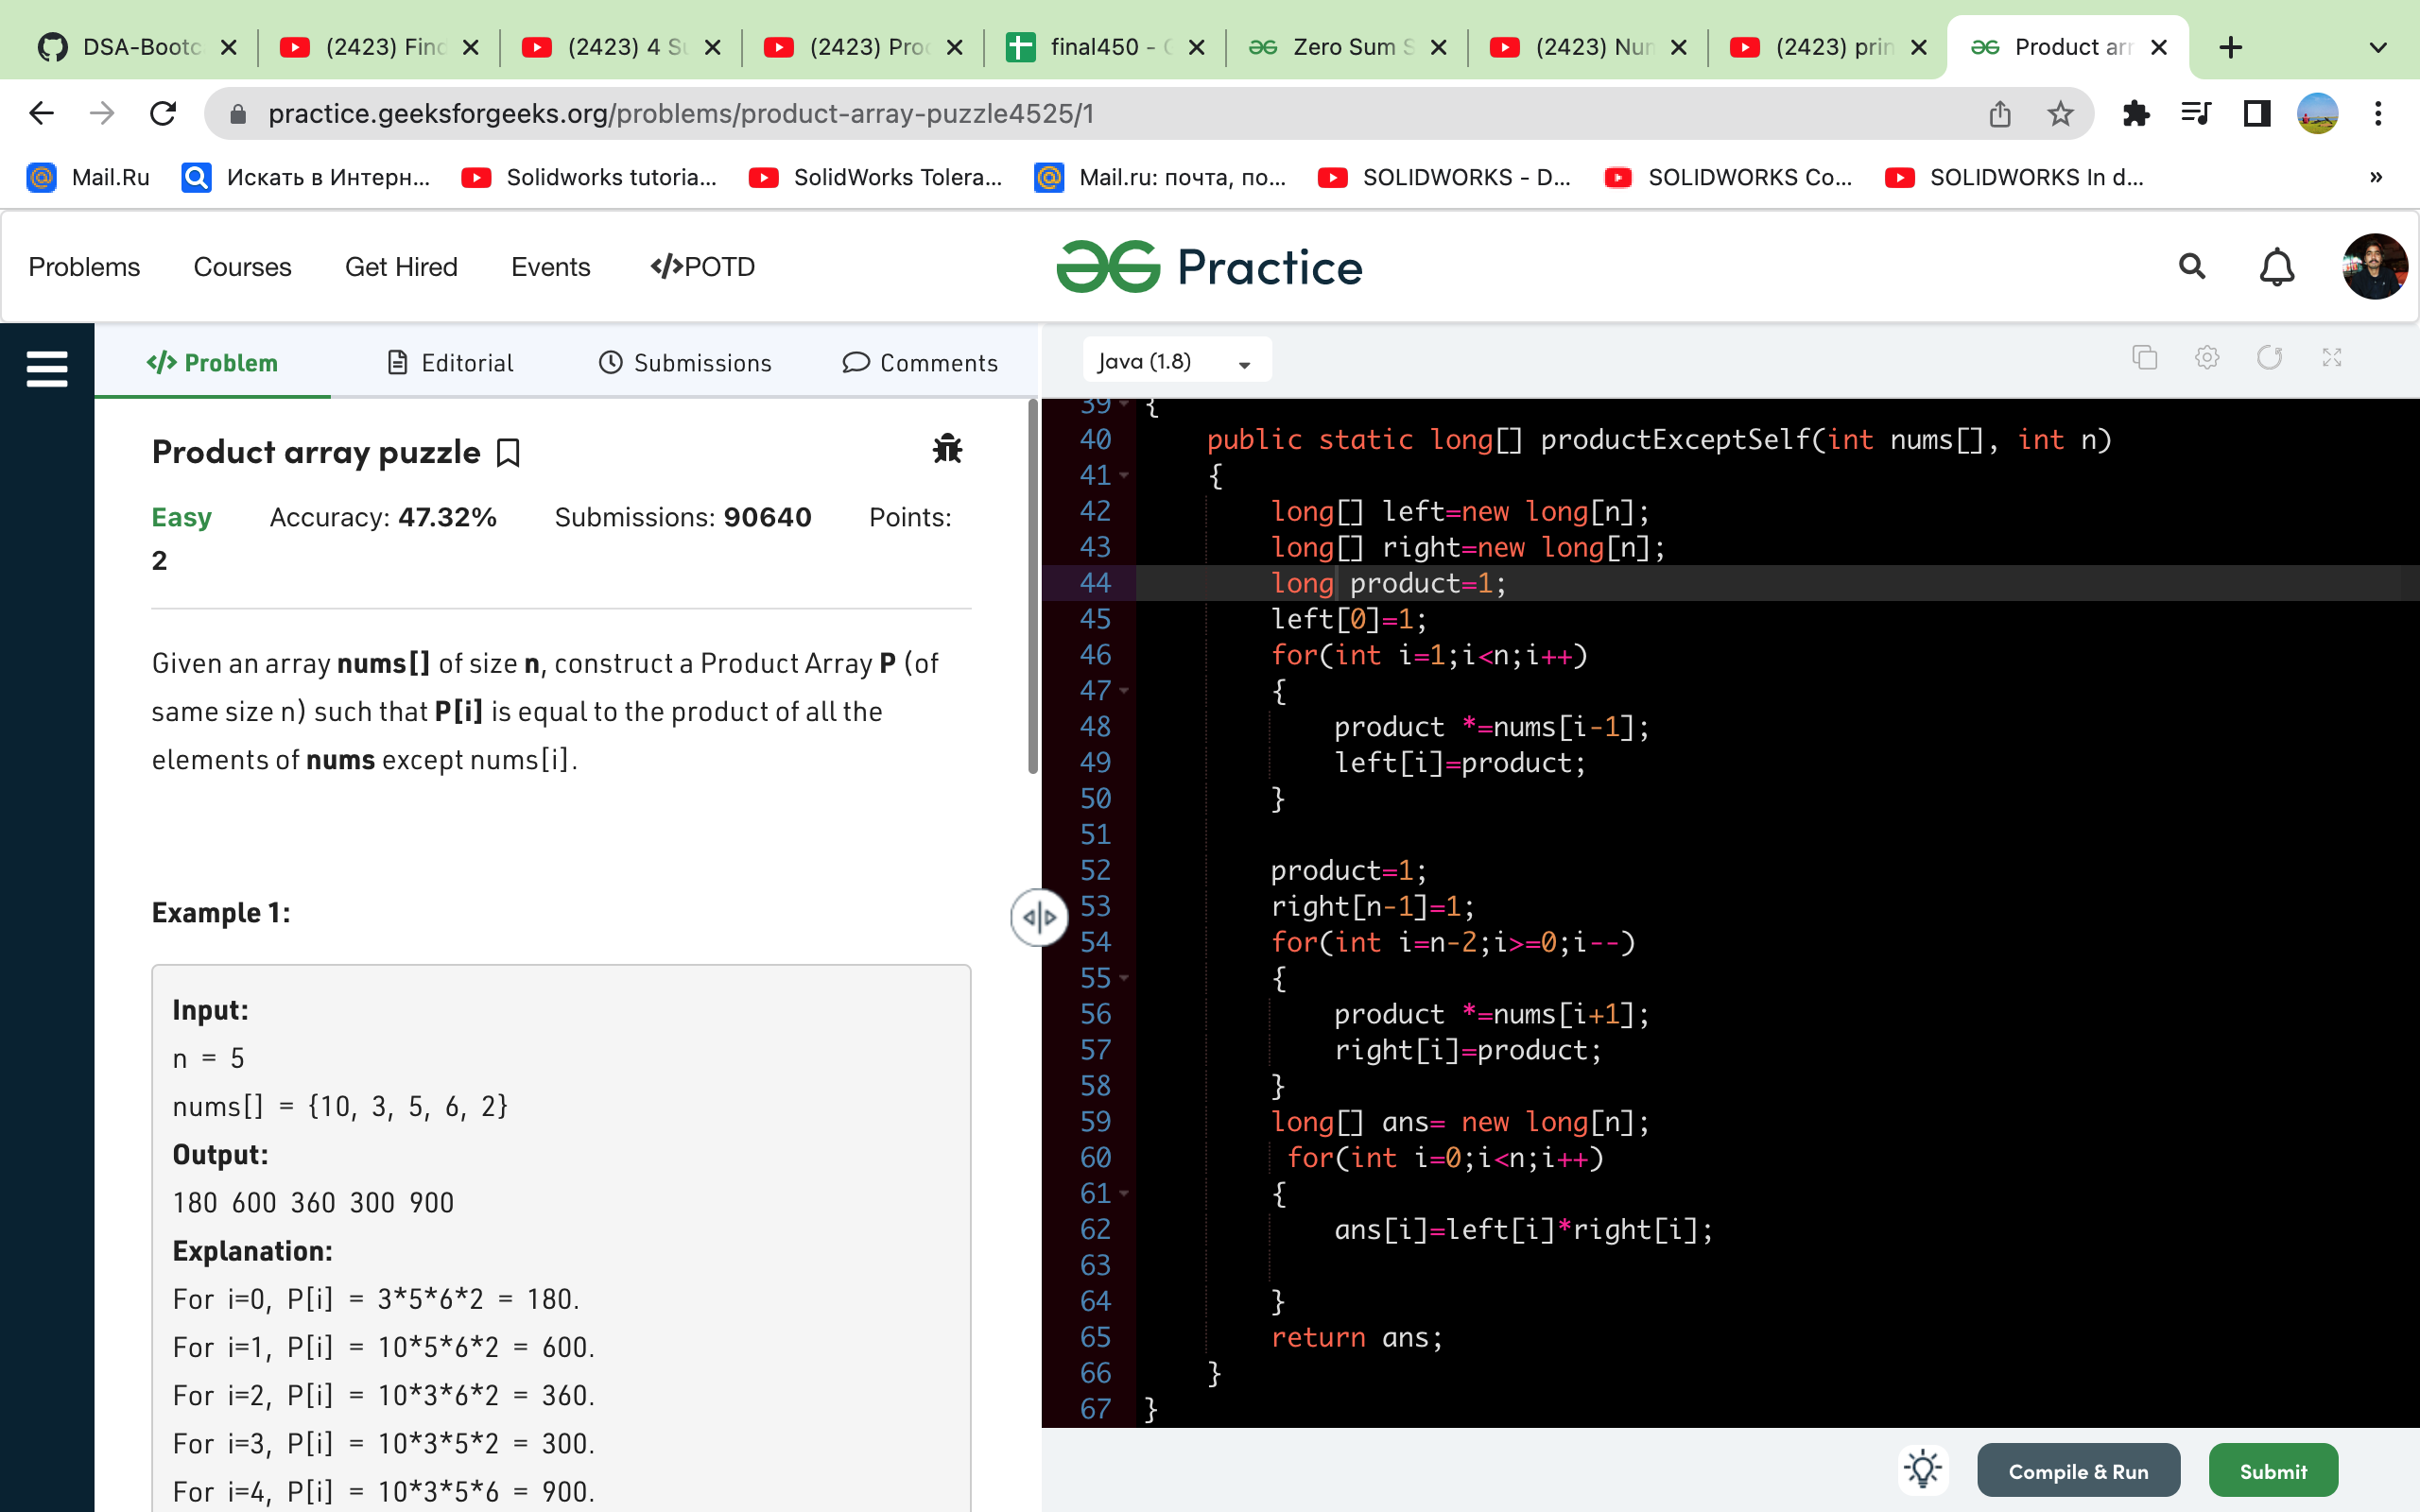 DSA-Bootc
(2423) Finc
(2423) 4 Su
(2423) Proc
final450 - C
Zero Sum S
(2423) Nun
(2423) prin
Product arr
practice.geeksforgeeks.org/problems/product-array-puzzle4525/1
Mail.Ru
Искать в Интерн...
Solidworks tutoria...
SolidWorks Tolera...
Mail.ru: почта, по...
SOLIDWORKS - D...
SOLIDWORKS Co...
SOLIDWORKS In d...
»
Problems
Courses
Get Hired
Events
</>POTD
Practice
</> Problem
Editorial
Submissions
Comments
Java (1.8)
Product array puzzle
Easy Accuracy: 47.32% Submissions: 90640 Points:
2
Given an array nums[] of size n, construct a Product Array P (of
same size n) such that P[i] is equal to the product of all the
elements of nums except nums[i].
Example 1:
Input:
n = 5
nums[] = {10, 3, 5, 6, 2}
Output:
180 600 360 300 900
Explanation:
For i=0, P[i] = 3*5*6*2 = 180.
For i=1, P[i] = 10*5*6*2 = 600.
For i=2, P[i] = 10*3*6*2 = 360.
For i=3, P[i] = 10*3*5*2 = 300.
For i=4, P[i] = 10*3*5*6 = 900.
39 {
40 public static long[] productExceptSelf(int nums[], int n)
41 {
42 long[] left=new long[n];
43 long[] right=new long[n];
44 long product=1;
45 left[0]=1;
46 for(int i=1;i<n;i++)
47 {
48 product *=nums[i-1];
49 left[i]=product;
50 }
51
52 product=1;
53 right[n-1]=1;
54 for(int i=n-2;i>=0;i--)
55 {
56 product *=nums[i+1];
57 right[i]=product;
58 }
59 long[] ans= new long[n];
60 for(int i=0;i<n;i++)
61 {
62 ans[i]=left[i]*right[i];
63
64 }
65 return ans;
66 }
67 }
Compile & Run
Submit